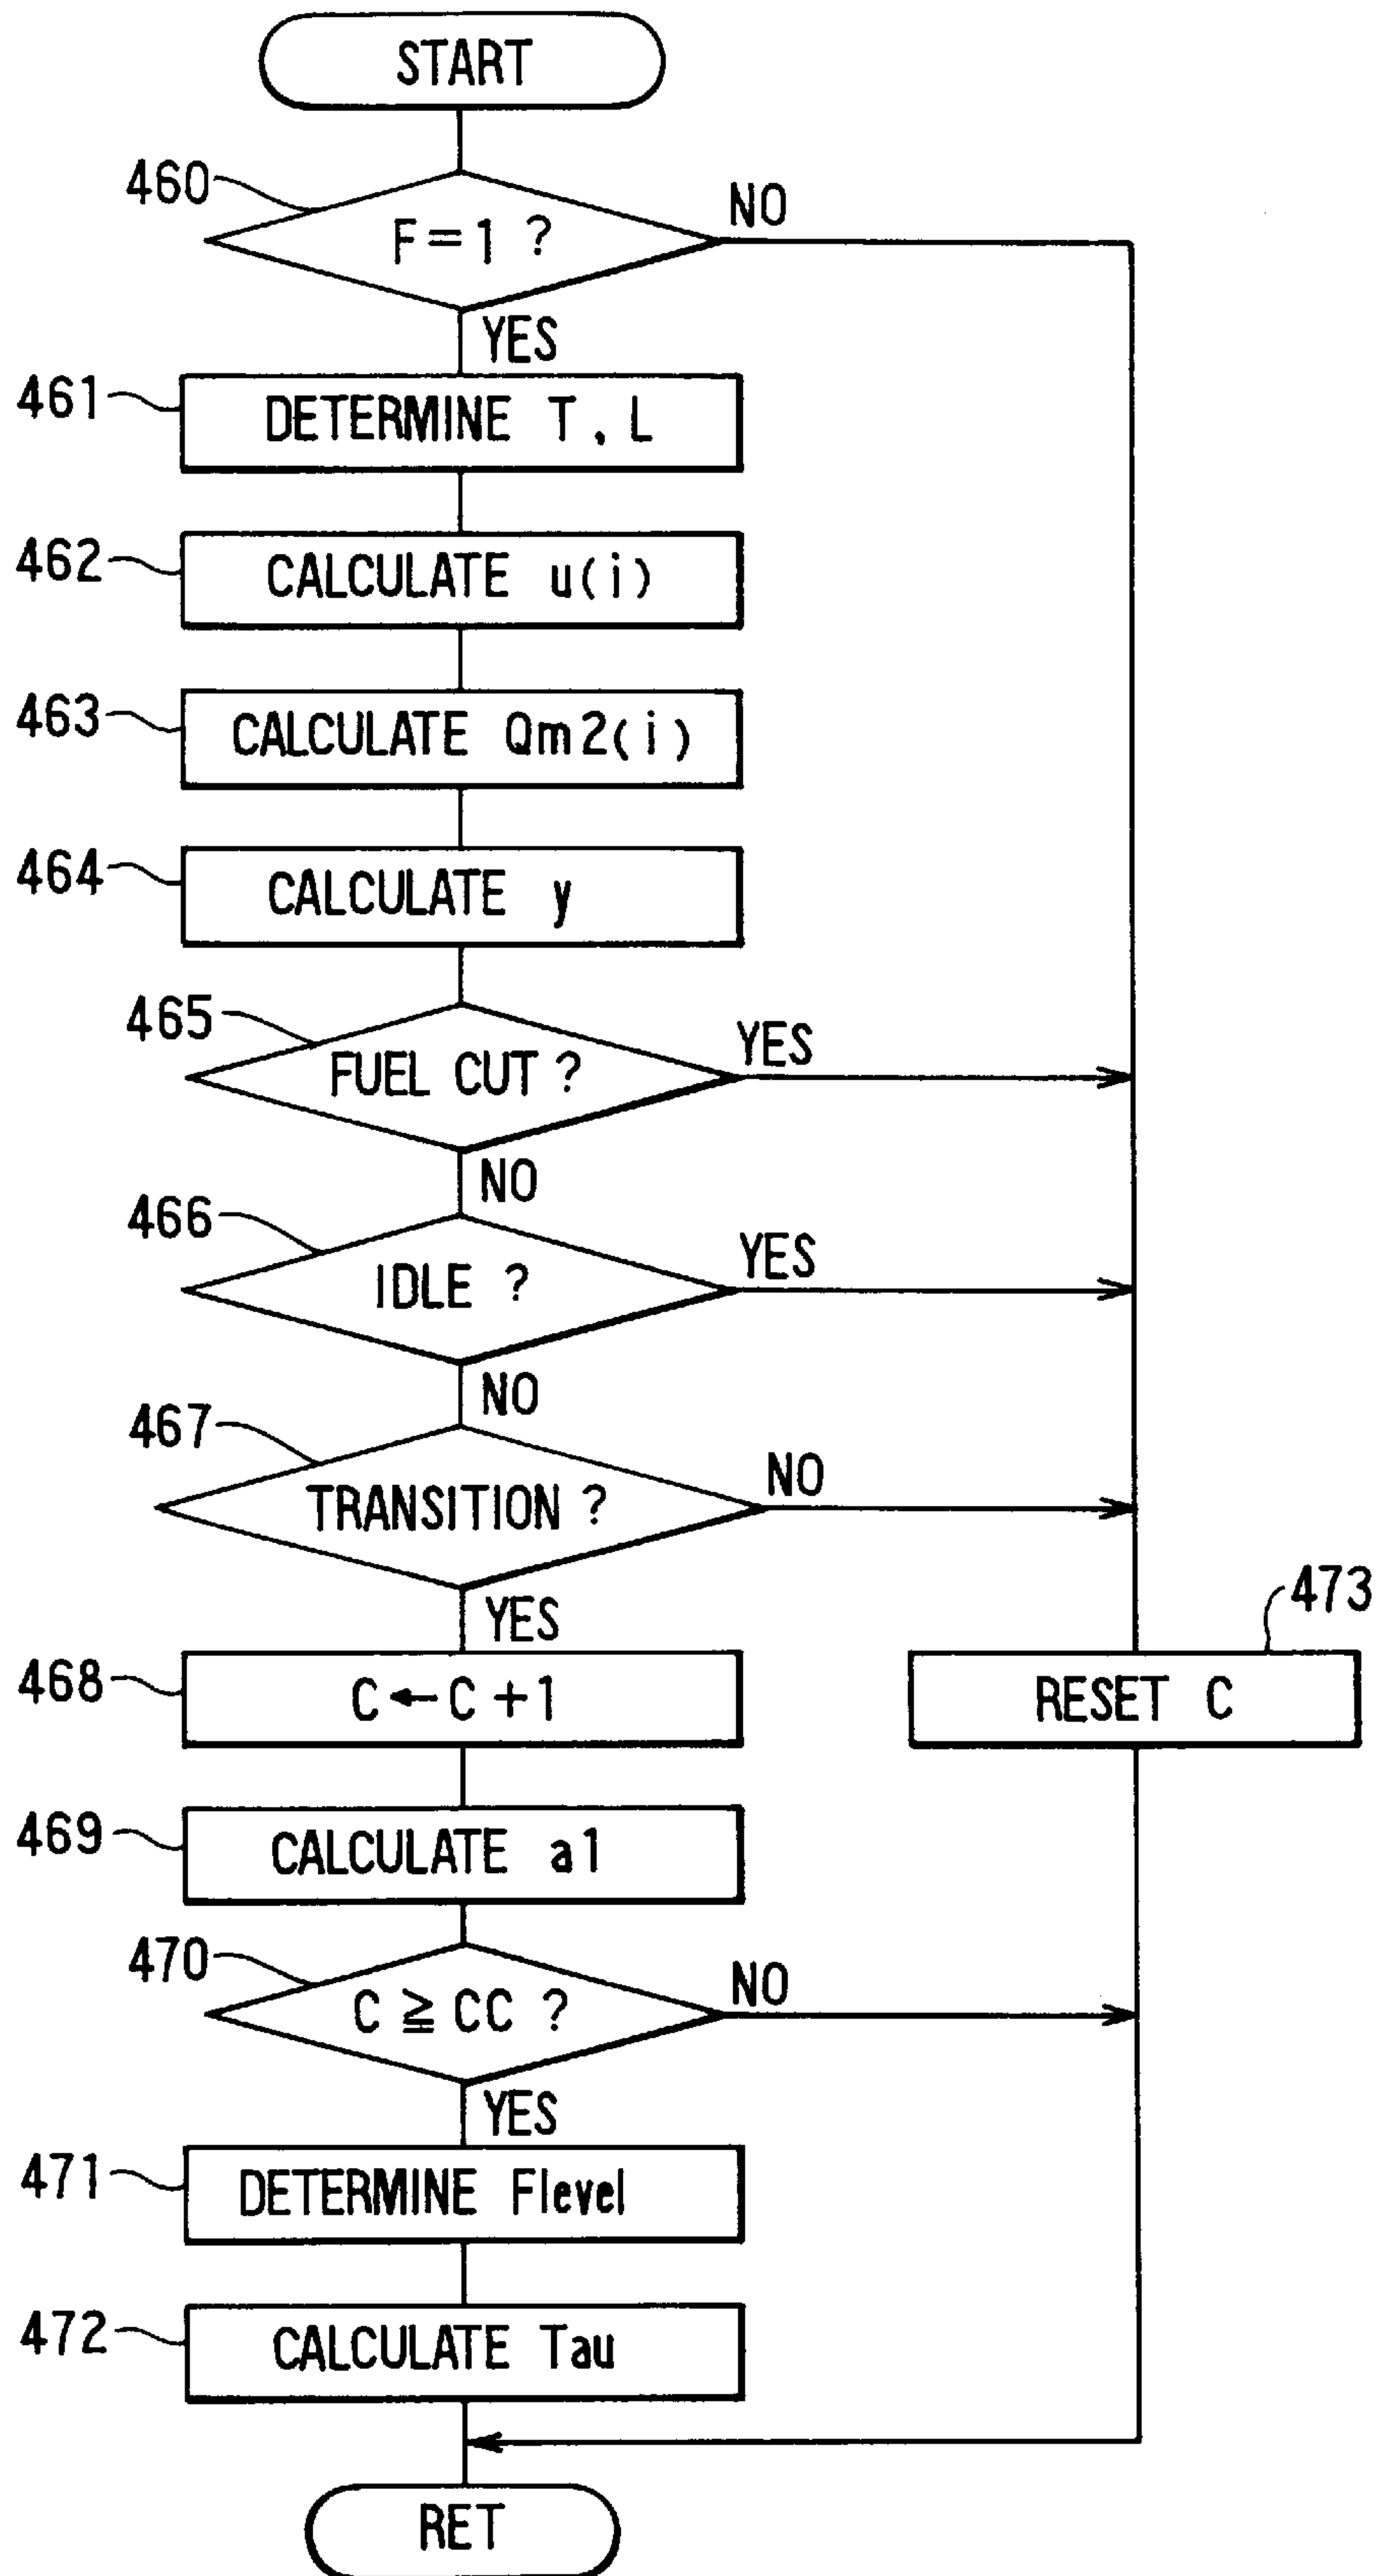 START
460
F=1 ?
NO
YES
461
DETERMINE T, L
462
CALCULATE u(i)
463
CALCULATE Qm2(i)
464
CALCULATE y
465
FUEL CUT ?
YES
NO
466
IDLE ?
YES
NO
467
TRANSITION ?
NO
YES
468
C←C+1
473
RESET C
469
CALCULATE a1
470
C ≧ CC ?
NO
YES
471
DETERMINE Flevel
472
CALCULATE Tau
RET